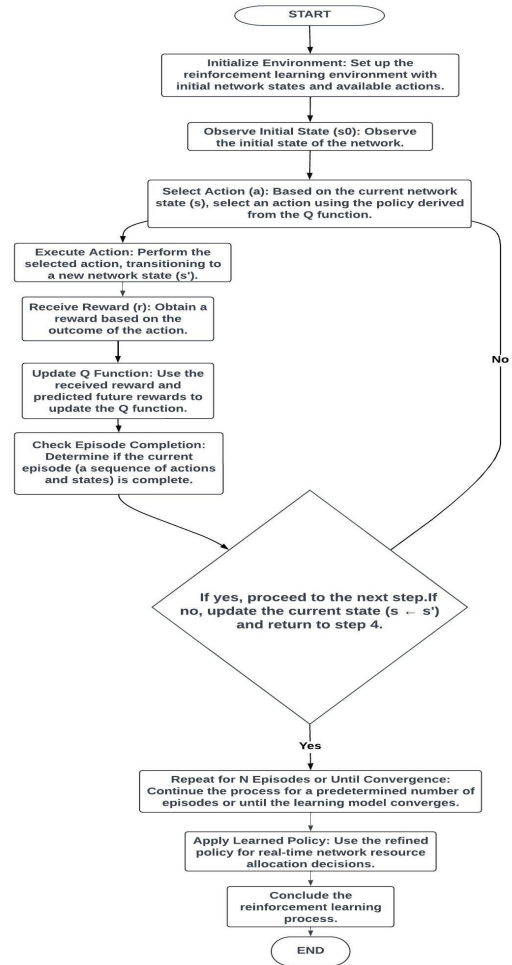 START
Initialize Environment: Set up the
reinforcement learning environment with
initial network states and available actions.
Observe Initial State (s0): Observe
the initial state of the network.
Select Action (a): Based on the current network
state (s), select an action using the policy derived
from the Q function.
Execute Action: Perform the
selected action, transitioning to
a new network state (s').
Receive Reward (r): Obtain a
reward based on the
outcome of the action.
Update Q Function: Use the
received reward and
predicted future rewards to
update the Q function.
Check Episode Completion:
Determine if the current
episode (a sequence of actions
and states) is complete.
No
If yes, proceed to the next step.If
no, update the current state (s ← s')
and return to step 4.
Yes
Repeat for N Episodes or Until Convergence:
Continue the process for a predetermined number of
episodes or until the learning model converges.
Apply Learned Policy: Use the refined
policy for real-time network resource
allocation decisions.
Conclude the
reinforcement learning
process.
END